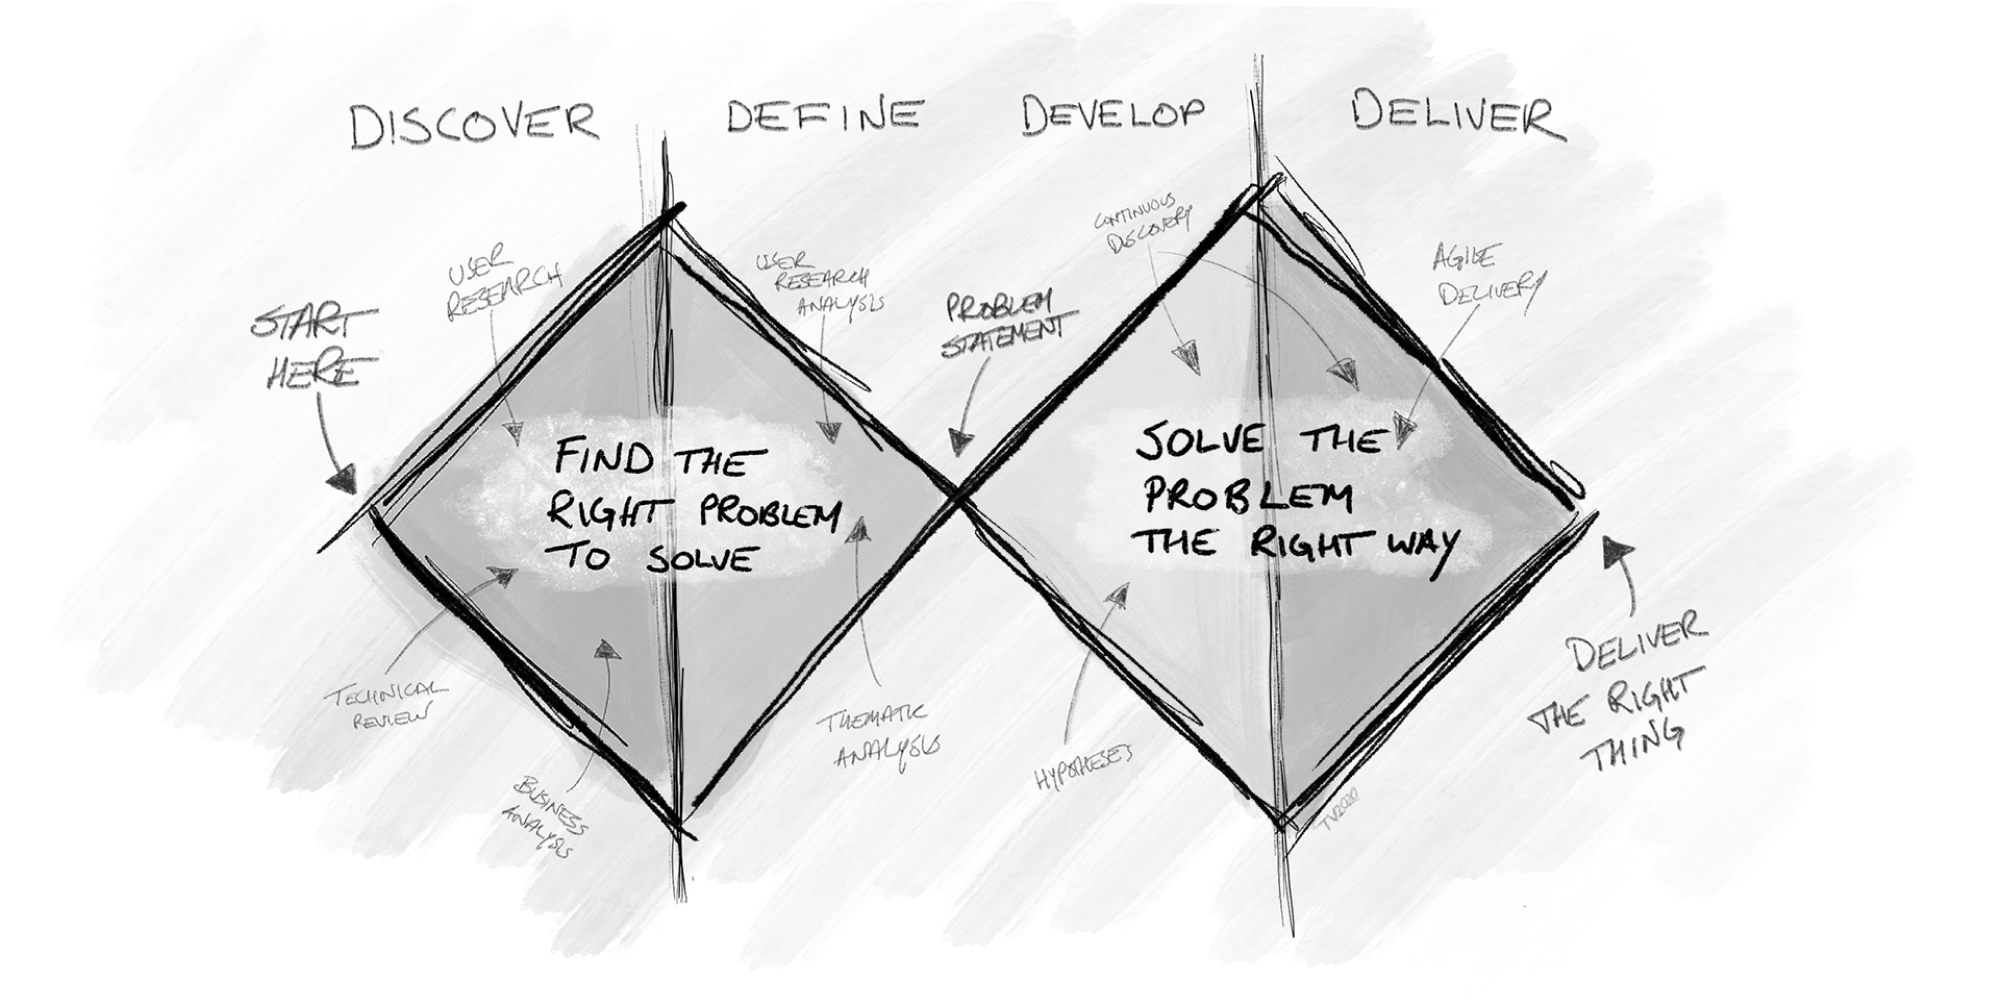 DISCOVER
DEFINE
DEVELOP
DELIVER
START
HERE
USER
RESEARCH
USER
RESEARCH
ANALYSIS
PROBLEM
STATEMENT
CONTINUOUS
DISCOVERY
AGILE
DELIVERY
FIND THE
RIGHT PROBLEM
TO SOLVE
SOLVE THE
PROBLEM
THE RIGHT WAY
TECHNICAL
REVIEW
BUSINESS
ANALYSIS
THEMATIC
ANALYSIS
HYPOTHESES
DELIVER
THE RIGHT
THING
TV2020